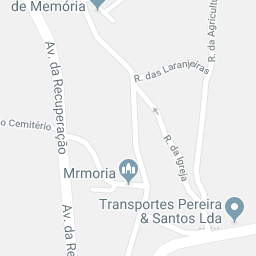 de Memória
Av. da Recuperação
R. da Agricul
R. das Laranjeiras
o Cemitério
R. da Igreja
Mrmoria
Transportes Pereira
& Santos Lda
Av. da Re